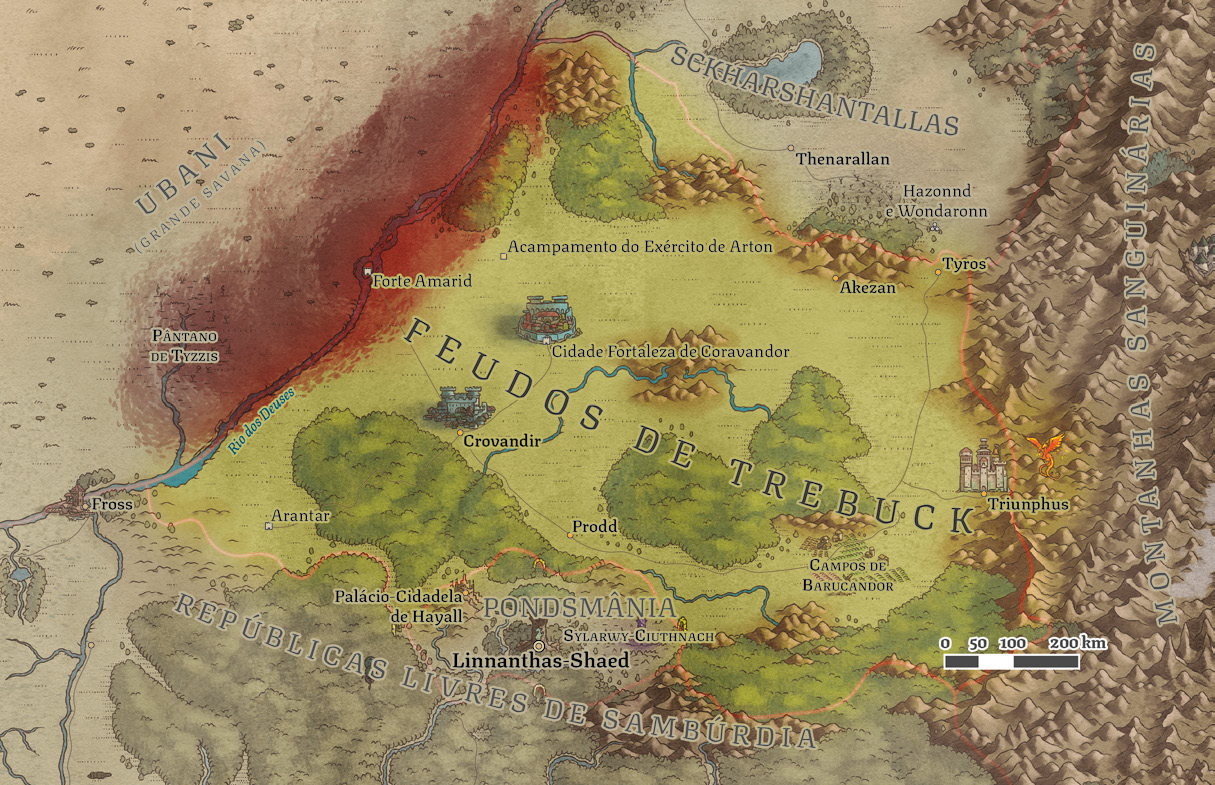 SCKHARSHANTALLAS
UBANI
(GRANDE SAVANA)
Thenarallan
Hazonnd
e Wondaronn
Acampamento do Exército de Arton
Tyros
Forte Amarid
Akezan
MONTANHAS SANGUINÁRIAS
PÂNTANO
DE TYZZIS
Cidade Fortaleza de Coravandor
FEUDOS DE TREBUCK
Rio dos Deuses
Crovandir
Fross
Arantar
Prodd
Triunphus
CAMPOS DE
BARUCANDOR
Palácio-Cidadela
de Hayall
PONDSMÂNIA
SYLARWY-CIUTHNACH
Linnanthas-Shaed
REPÚBLICAS LIVRES DE SAMBÚRDIA
0 50 100 200 km